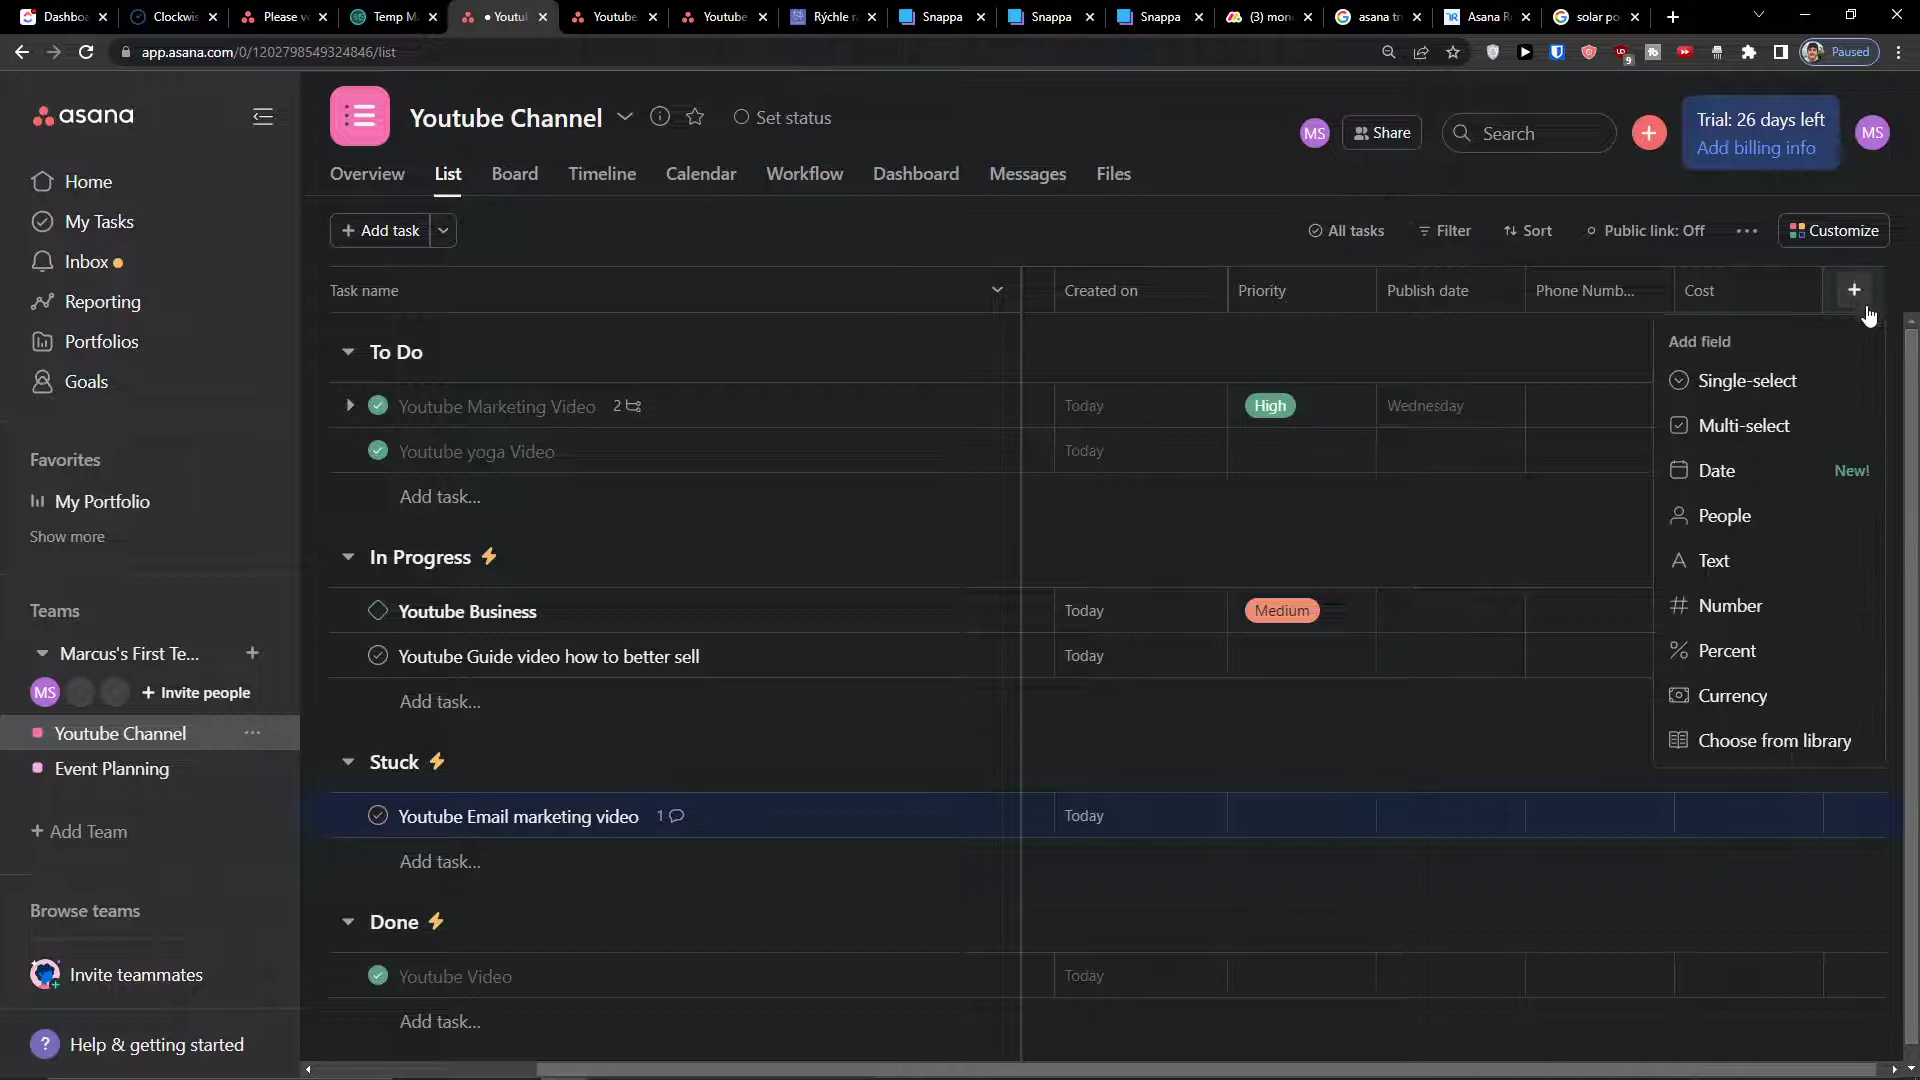 Dashbo
Clockwis
Please v
Temp M
• Youtu
Youtube
Youtube
Rýchle r
Snappa
Snappa
Snappa
(3) mon
asana tr
Asana R
solar po
app.asana.com/0/1202798549324846/list
9
Paused
asana
Youtube Channel
Set status
MS
Share
Search
Trial: 26 days left
Add billing info
MS
Overview
List
Board
Timeline
Calendar
Workflow
Dashboard
Messages
Files
Home
My Tasks
Inbox
Reporting
Portfolios
Goals
Favorites
My Portfolio
Show more
Teams
Marcus's First Te...
MS
Invite people
Youtube Channel
Event Planning
+ Add Team
Browse teams
Invite teammates
? Help & getting started
+ Add task
All tasks
Filter
Sort
Public link: Off
Customize
Task name
Created on
Priority
Publish date
Phone Numb...
Cost
To Do
Youtube Marketing Video 2
Today
High
Wednesday
Youtube yoga Video
Today
Add task...
In Progress
Youtube Business
Today
Medium
Youtube Guide video how to better sell
Today
Add task...
Stuck
Youtube Email marketing video 1
Today
Add task...
Done
Youtube Video
Today
Add task...
Add field
Single-select
Multi-select
Date New!
People
Text
Number
Percent
Currency
Choose from library